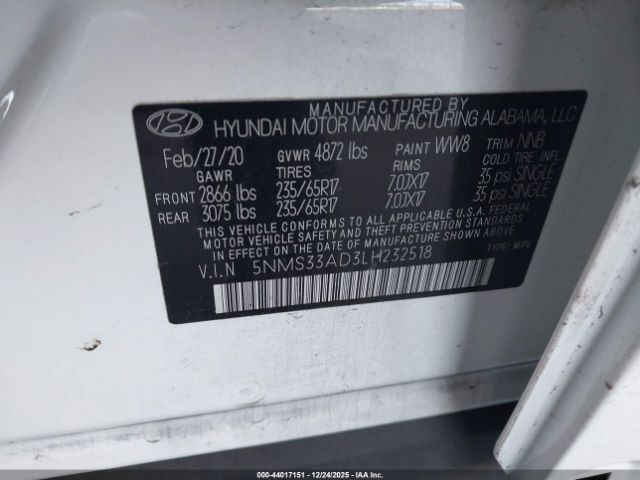 MANUFACTURED BY
HYUNDAI MOTOR MANUFACTURING ALABAMA, LLC
Feb/27/20 GVWR 4872 lbs PAINT WW8 TRIM NNB
GAWR TIRES RIMS COLD TIRE INFL
FRONT 2866 lbs 235/65R17 7.0JX17 35 psi SINGLE
REAR 3075 lbs 235/65R17 7.0JX17 35 psi SINGLE
THIS VEHICLE CONFORMS TO ALL APPLICABLE U.S.A. FEDERAL
MOTOR VEHICLE SAFETY AND THEFT PREVENTION STANDARDS
IN EFFECT ON THE DATE OF MANUFACTURE SHOWN ABOVE.
V.I.N 5NMS33AD3LH232518 TYPE: MPV
000-44017151 - 12/24/2025 - IAAI.COM